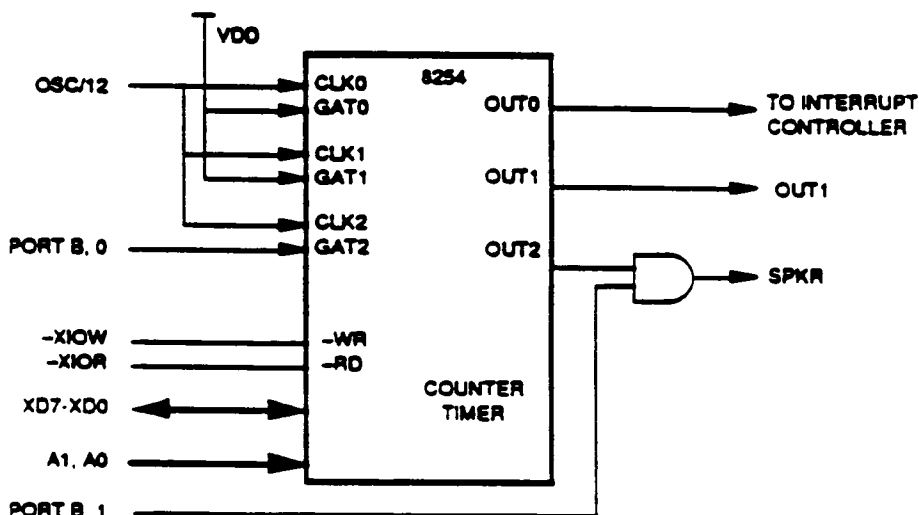 VDD
OSC/12
CLK0
GAT0
CLK1
GAT1
CLK2
GAT2
PORT B, 0
8254
OUT0
OUT1
OUT2
TO INTERRUPT
CONTROLLER
OUT1
SPKR
-XIOW
-XIOR
-WR
-RD
XD7-XD0
COUNTER
TIMER
A1, A0
PORT B, 1